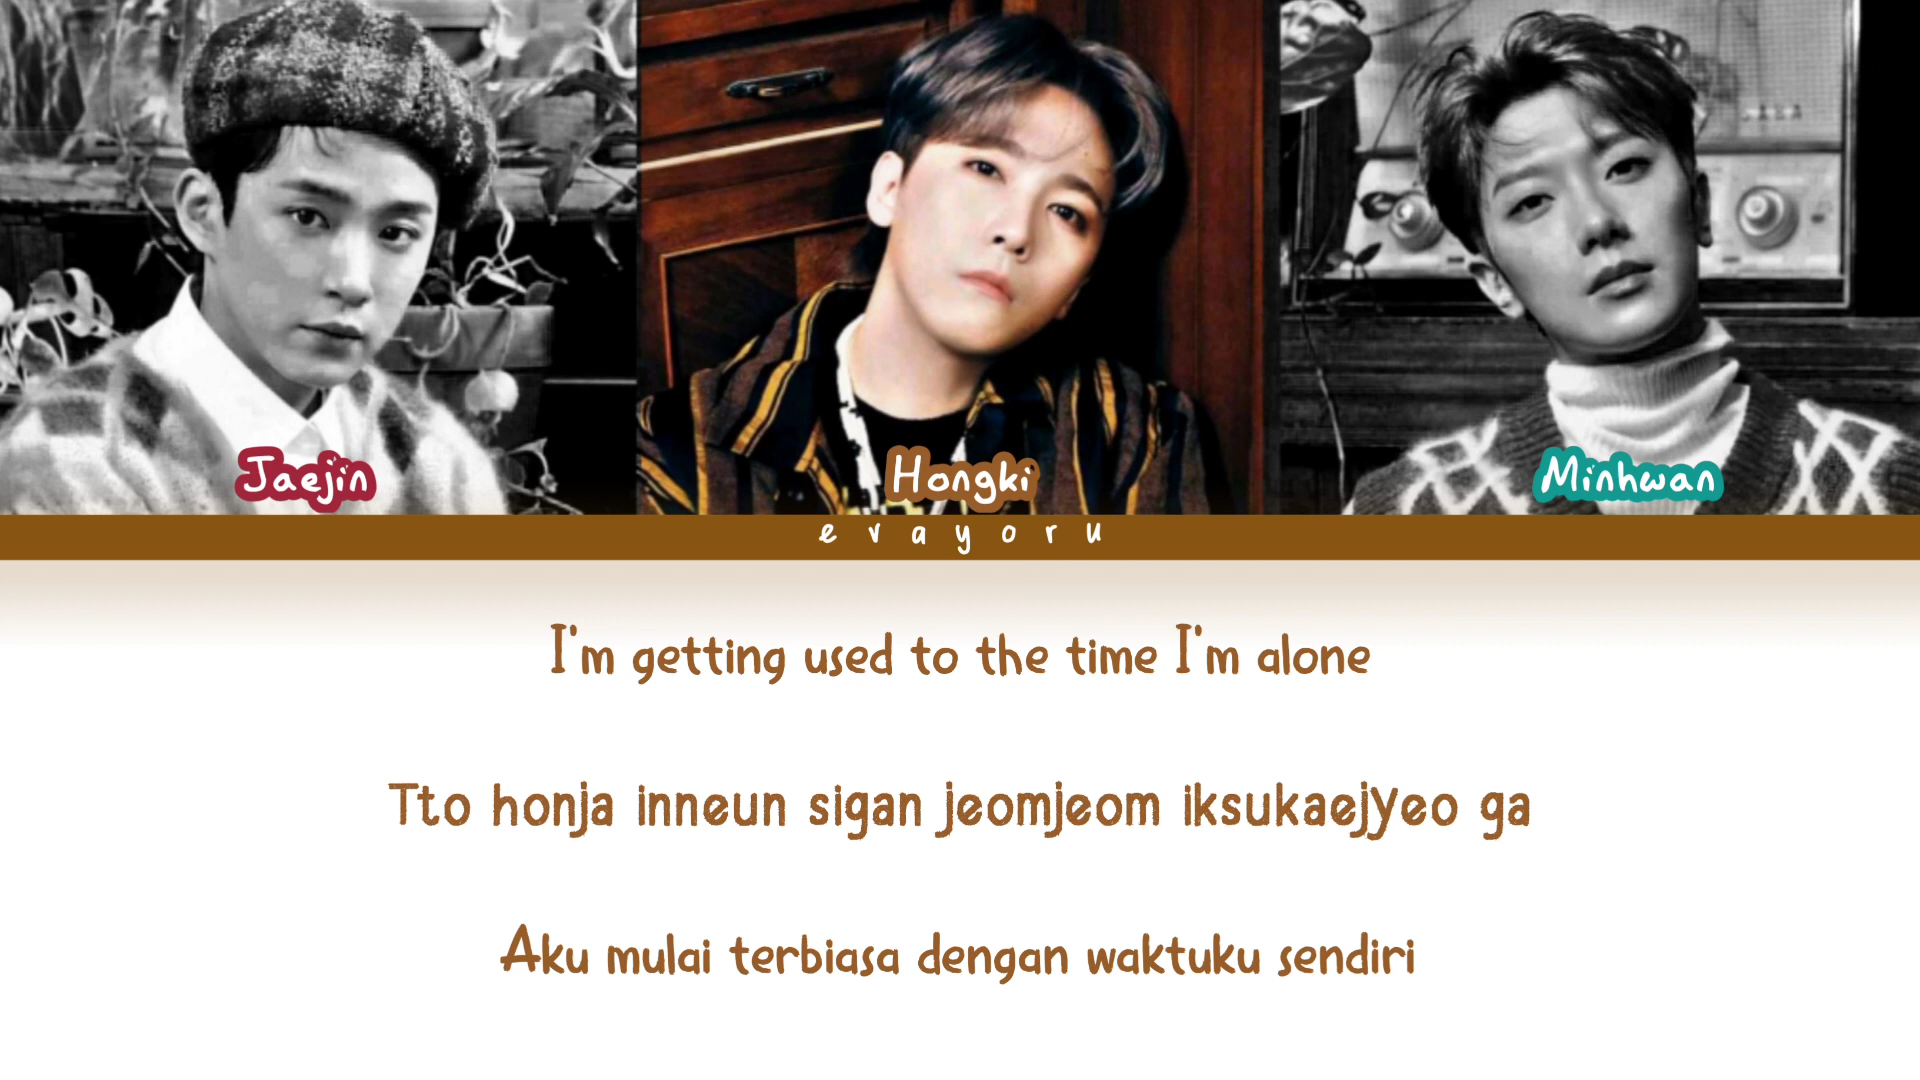 Jaejin
Hongki
Minhwan
evayoru
I'm getting used to the time I'm alone
Tto honja inneun sigan jeomjeom iksukaejyeo ga
Aku mulai terbiasa dengan waktuku sendiri